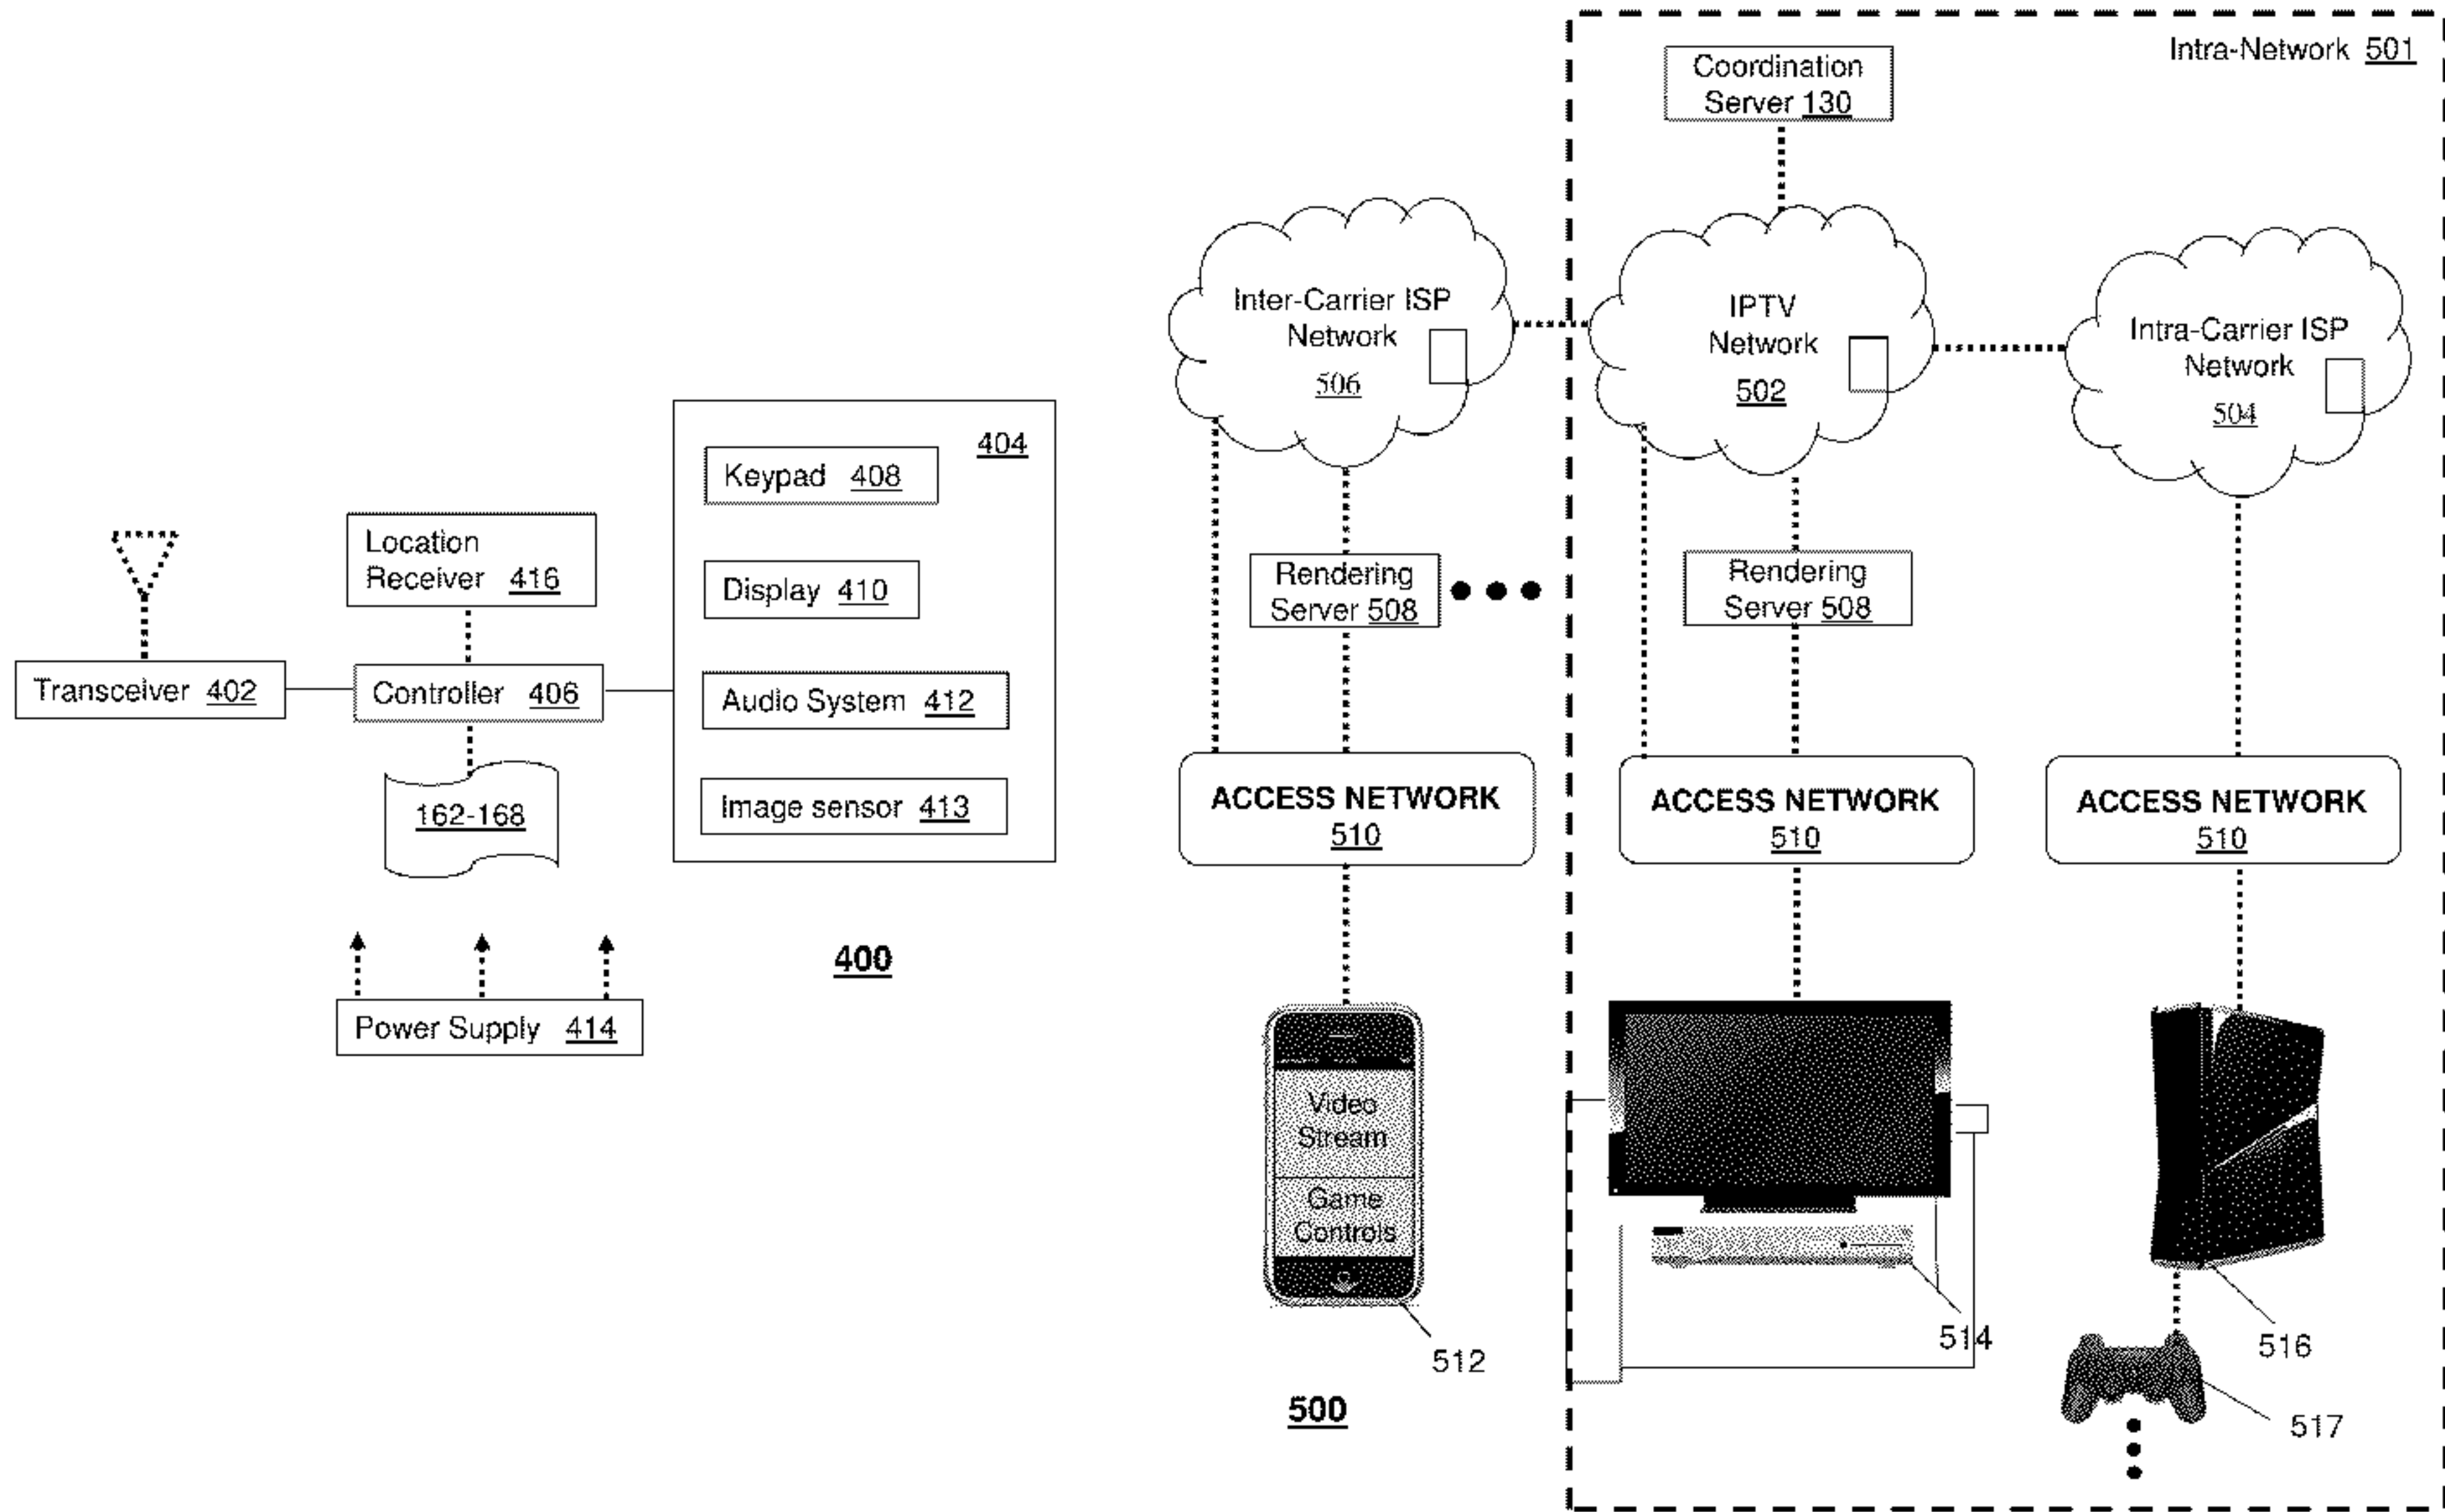 Location
Receiver 416
Transceiver 402
Controller 406
162-168
Power Supply 414
404
Keypad 408
Display 410
Audio System 412
Image sensor 413
400
Intra-Network 501
Coordination
Server 130
Inter-Carrier ISP
Network
506
IPTV
Network
502
Intra-Carrier ISP
Network
504
Rendering
Server 508
Rendering
Server 508
ACCESS NETWORK
510
ACCESS NETWORK
510
ACCESS NETWORK
510
Video
Stream
Game
Controls
512
514
516
517
500